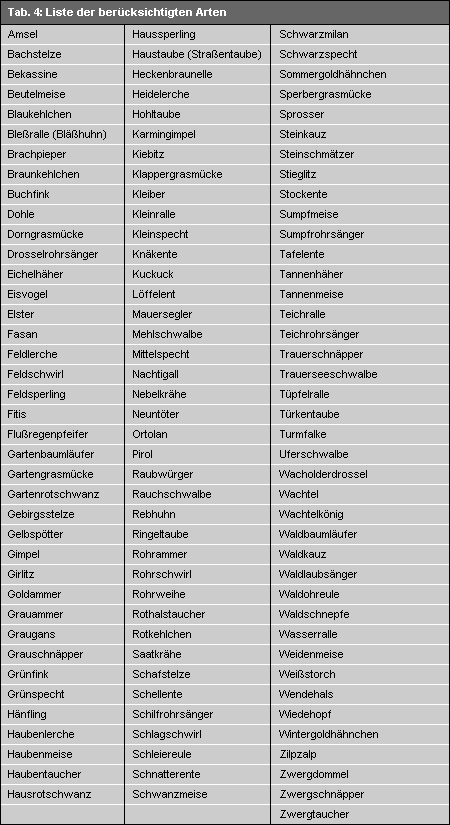 Tab. 4: Liste der berücksichtigten Arten
Amsel Haussperling Schwarzmilan
Bachstelze Haustaube (Straßentaube) Schwarzspecht
Bekassine Heckenbraunelle Sommergoldhähnchen
Beutelmeise Heidelerche Sperbergrasmücke
Blaukehlchen Hohltaube Sprosser
Bleßralle (Bläßhuhn) Karmingimpel Steinkauz
Brachpieper Kiebitz Steinschmätzer
Braunkehlchen Klappergrasmücke Stieglitz
Buchfink Kleiber Stockente
Dohle Kleinralle Sumpfmeise
Dorngrasmücke Kleinspecht Sumpfrohrsänger
Drosselrohrsänger Knäkente Tafelente
Eichelhäher Kuckuck Tannenhäher
Eisvogel Löffelent Tannenmeise
Elster Mauersegler Teichralle
Fasan Mehlschwalbe Teichrohrsänger
Feldlerche Mittelspecht Trauerschnäpper
Feldschwirl Nachtigall Trauerseeschwalbe
Feldsperling Nebelkrähe Tüpfelralle
Fitis Neuntöter Türkentaube
Flußregenpfeifer Ortolan Turmfalke
Gartenbaumläufer Pirol Uferschwalbe
Gartengrasmücke Raubwürger Wacholderdrossel
Gartenrotschwanz Rauchschwalbe Wachtel
Gebirgsstelze Rebhuhn Wachtelkönig
Gelbspötter Ringeltaube Waldbaumläufer
Gimpel Rohrammer Waldkauz
Girlitz Rohrschwirl Waldlaubsänger
Goldammer Rohrweihe Waldohreule
Grauammer Rothalstaucher Waldschnepfe
Graugans Rotkehlchen Wasserralle
Grauschnäpper Saatkrähe Weidenmeise
Grünfink Schafstelze Weißstorch
Grünspecht Schellente Wendehals
Hänfling Schilfrohrsänger Wiedehopf
Haubenlerche Schlagschwirl Wintergoldhähnchen
Haubenmeise Schleiereule Zilpzalp
Haubentaucher Schnatterente Zwergdommel
Hausrotschwanz Schwanzmeise Zwergschnäpper
Zwergtaucher